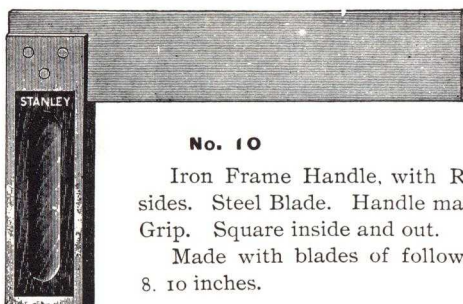 STANLEY
No. 10
Iron Frame Handle, with R
sides. Steel Blade. Handle ma
Grip. Square inside and out.
Made with blades of follow
8. 10 inches.